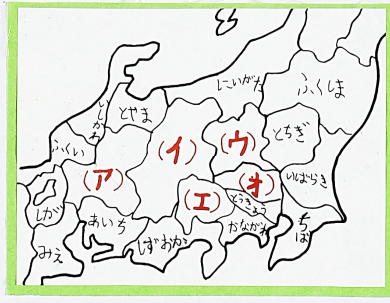 にいがた
ふくしま
いしかわ
とやま
とちぎ
(ウ)
(イ)
ふくい
(ア)
(エ)
(オ)
いばらき
とうきょう
しが
あいち
しずおか
かながわ
ちば
みえ